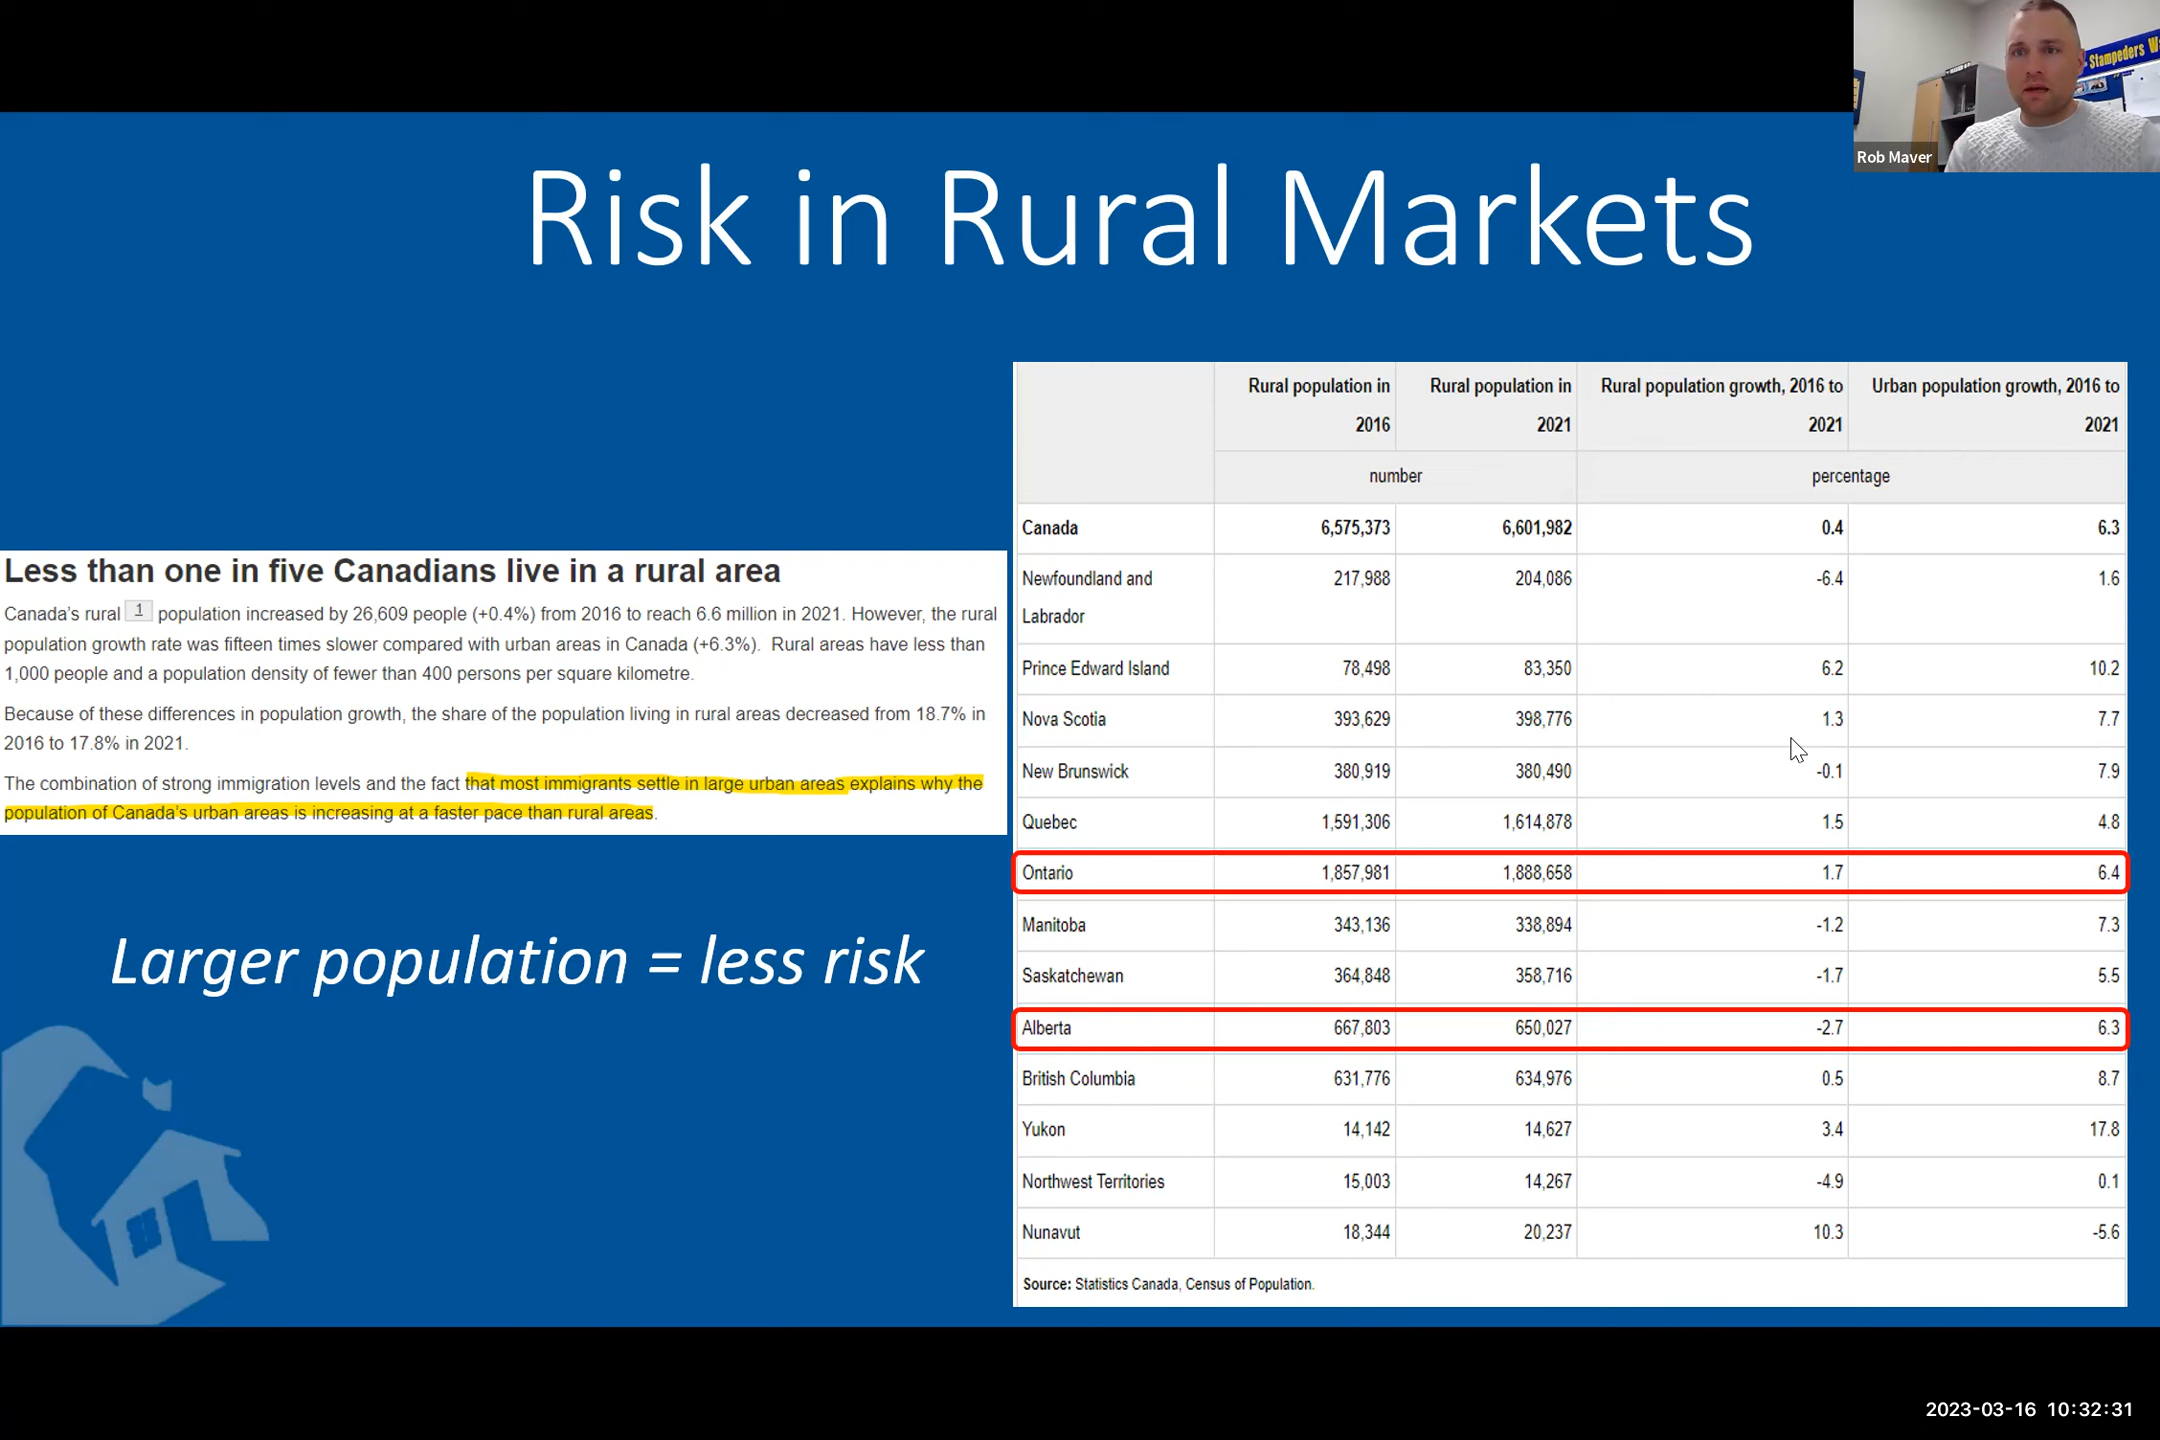 Stampeders
Rob Maver
Risk in Rural Markets
Less than one in five Canadians live in a rural area
Canada's rural 1 population increased by 26,609 people (+0.4%) from 2016 to reach 6.6 million in 2021. However, the rural
population growth rate was fifteen times slower compared with urban areas in Canada (+6.3%). Rural areas have less than
1,000 people and a population density of fewer than 400 persons per square kilometre.
Because of these differences in population growth, the share of the population living in rural areas decreased from 18.7% in
2016 to 17.8% in 2021.
The combination of strong immigration levels and the fact that most immigrants settle in large urban areas explains why the
population of Canada's urban areas is increasing at a faster pace than rural areas.
Larger population = less risk
Rural population in 2016 Rural population in 2021 Rural population growth, 2016 to 2021 Urban population growth, 2016 to 2021
number percentage
Canada 6,575,373 6,601,982 0.4 6.3
Newfoundland and Labrador 217,988 204,086 -6.4 1.6
Prince Edward Island 78,498 83,350 6.2 10.2
Nova Scotia 393,629 398,776 1.3 7.7
New Brunswick 380,919 380,490 -0.1 7.9
Quebec 1,591,306 1,614,878 1.5 4.8
Ontario 1,857,981 1,888,658 1.7 6.4
Manitoba 343,136 338,894 -1.2 7.3
Saskatchewan 364,848 358,716 -1.7 5.5
Alberta 667,803 650,027 -2.7 6.3
British Columbia 631,776 634,976 0.5 8.7
Yukon 14,142 14,627 3.4 17.8
Northwest Territories 15,003 14,267 -4.9 0.1
Nunavut 18,344 20,237 10.3 -5.6
Source: Statistics Canada, Census of Population.
2023-03-16 10:32:31